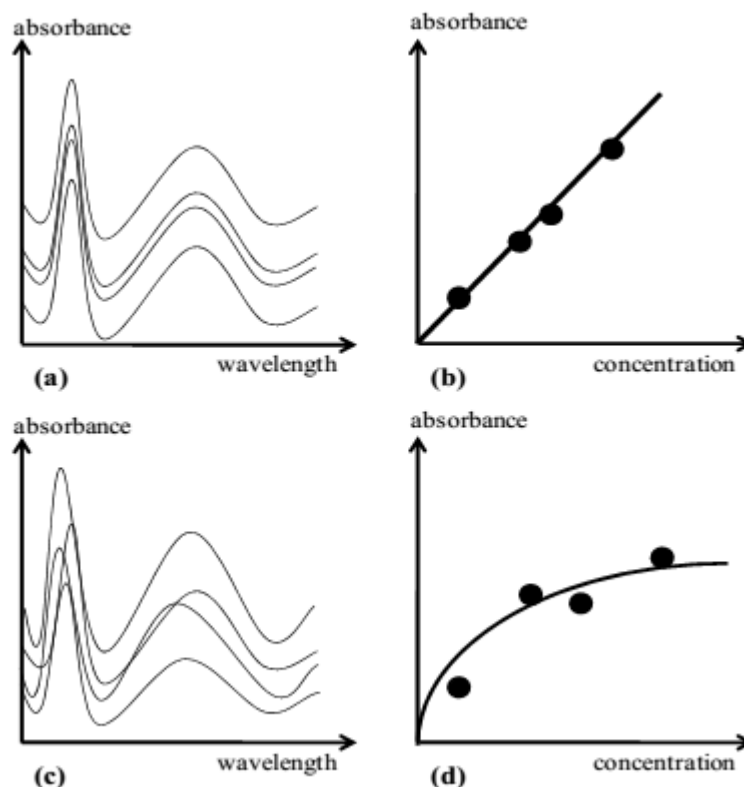 absorbance
absorbance
wavelength
concentration
(a)
(b)
absorbance
absorbance
wavelength
concentration
(c)
(d)